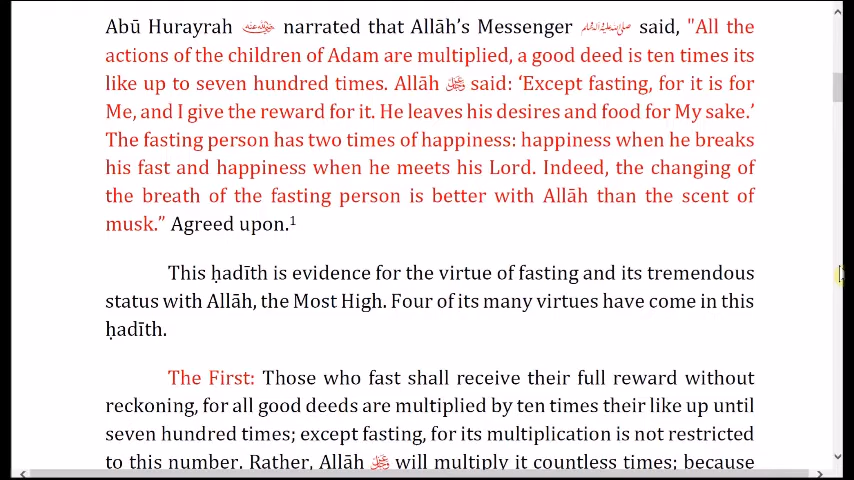 Abū Hurayrah رضي الله عنه narrated that Allāh’s Messenger صلى الله عليه وسلم said, "All the
actions of the children of Adam are multiplied, a good deed is ten times its
like up to seven hundred times. Allāh said: ‘Except fasting, for it is for
Me, and I give the reward for it. He leaves his desires and food for My sake.’
The fasting person has two times of happiness: happiness when he breaks
his fast and happiness when he meets his Lord. Indeed, the changing of
the breath of the fasting person is better with Allāh than the scent of
musk.” Agreed upon.¹
This ḥadīth is evidence for the virtue of fasting and its tremendous
status with Allāh, the Most High. Four of its many virtues have come in this
ḥadīth.
The First: Those who fast shall receive their full reward without
reckoning, for all good deeds are multiplied by ten times their like up until
seven hundred times; except fasting, for its multiplication is not restricted
to this number. Rather, Allāh will multiply it countless times; because